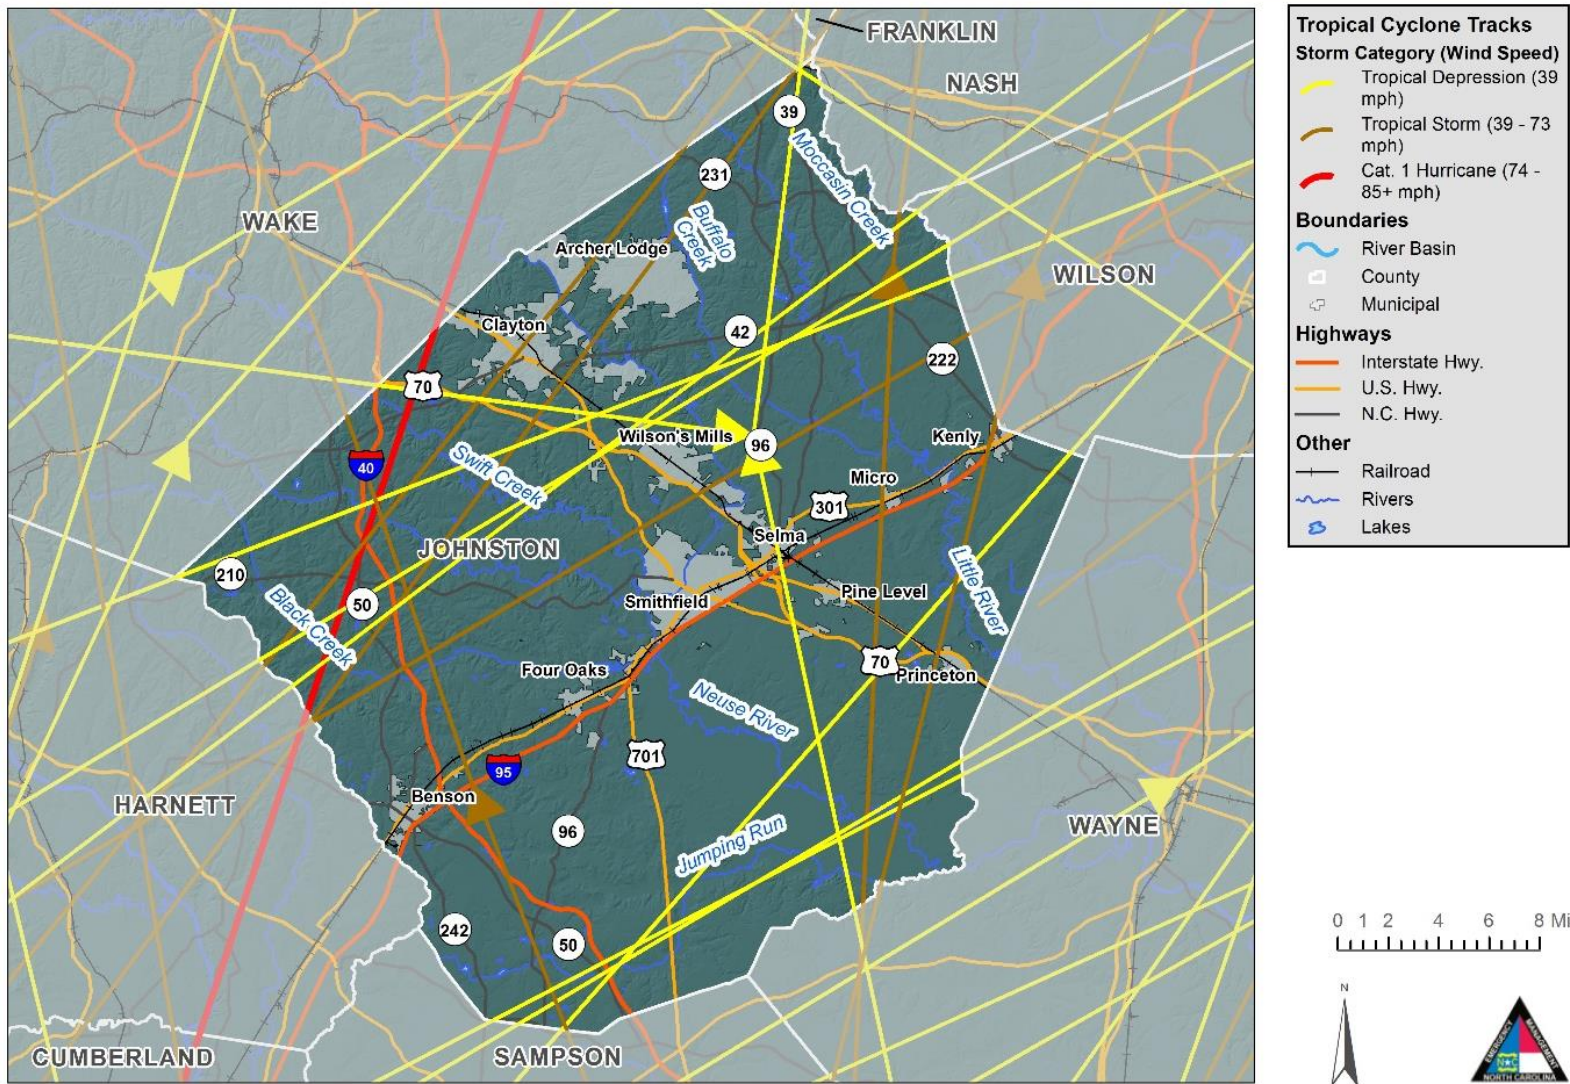 FRANKLIN
NASH
39
Moccasin Creek
231
WAKE
Buffalo
Creek
Archer Lodge
WILSON
Clayton
42
222
70
Wilson's Mills
96
Kenly
40
Swift Creek
Micro
301
Selma
JOHNSTON
210
Little River
Black Creek
50
Smithfield
Pine Level
Four Oaks
70
Princeton
Neuse River
701
95
Benson
HARNETT
96
Jumping Run
WAYNE
242
50
CUMBERLAND
SAMPSON
Tropical Cyclone Tracks
Storm Category (Wind Speed)
Tropical Depression (39
mph)
Tropical Storm (39 - 73
mph)
Cat. 1 Hurricane (74 -
85+ mph)
Boundaries
River Basin
County
Municipal
Highways
Interstate Hwy.
U.S. Hwy.
N.C. Hwy.
Other
Railroad
Rivers
Lakes
0 1 2 4 6 8 Mi
N
EMERGENCY
MANAGEMENT
N C
NORTH CAROLINA